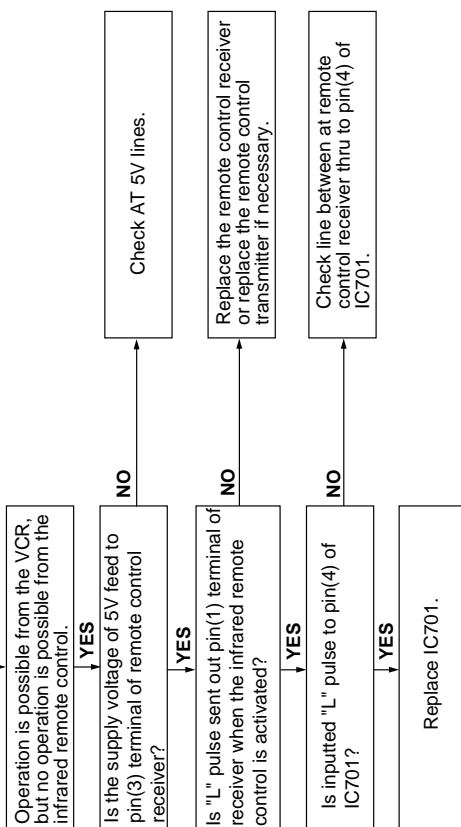 Operation is possible from the VCR,
but no operation is possible from the
infrared remote control.
YES
Is the supply voltage of 5V feed to
pin(3) terminal of remote control
receiver?
NO
Check AT 5V lines.
YES
Is "L" pulse sent out pin(1) terminal of
receiver when the infrared remote
control is activated?
NO
Replace the remote control receiver
or replace the remote control
transmitter if necessary.
YES
Is inputted "L" pulse to pin(4) of
IC701?
NO
Check line between at remote
control receiver thru to pin(4) of
IC701.
YES
Replace IC701.